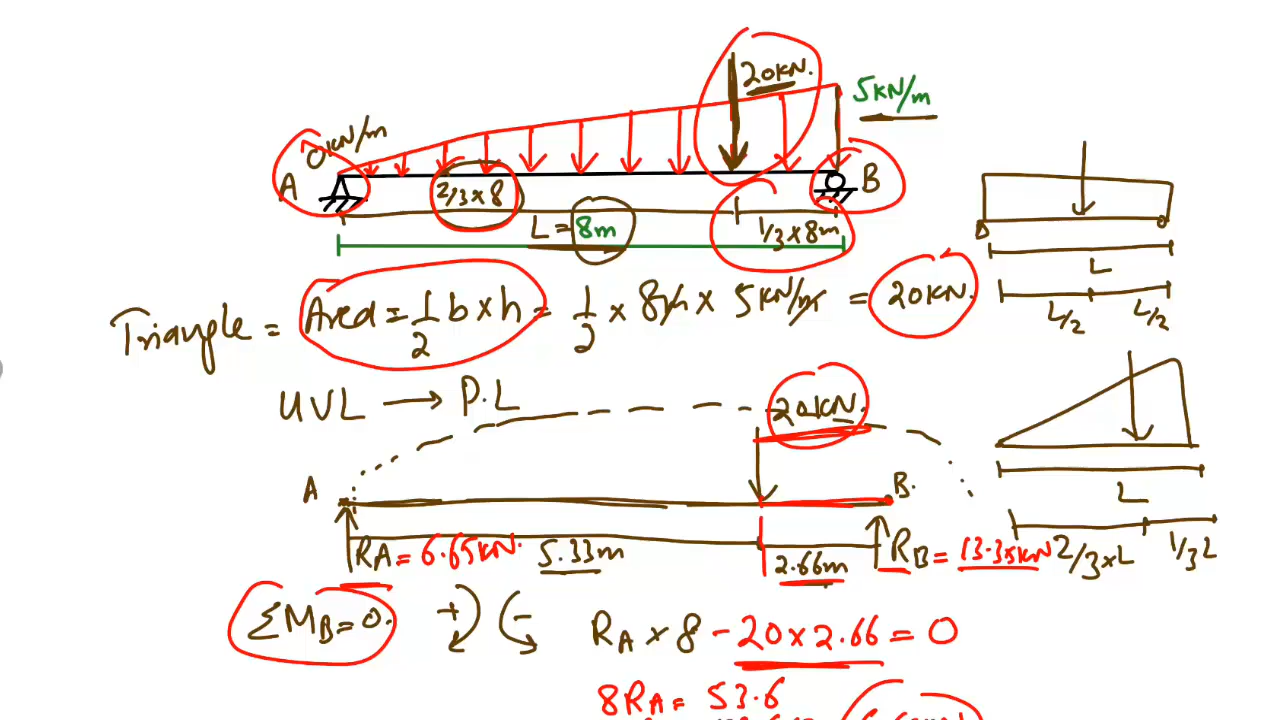 20KN.
5KN/m
0KN/m
A
B
2/3 x 8
1/3 x 8m
L = 8m
L
L/2 L/2
Triangle = Area = 1/2 b x h = 1/2 x 8m x 5KN/m = 20KN.
UVL → P.L
20KN.
A
B.
L
RA = 6.65KN. 5.33m 2.66m RB = 13.35KN
2/3 x L 1/3 L
ΣMB = 0. + - RA x 8 - 20 x 2.66 = 0
8RA = 53.6